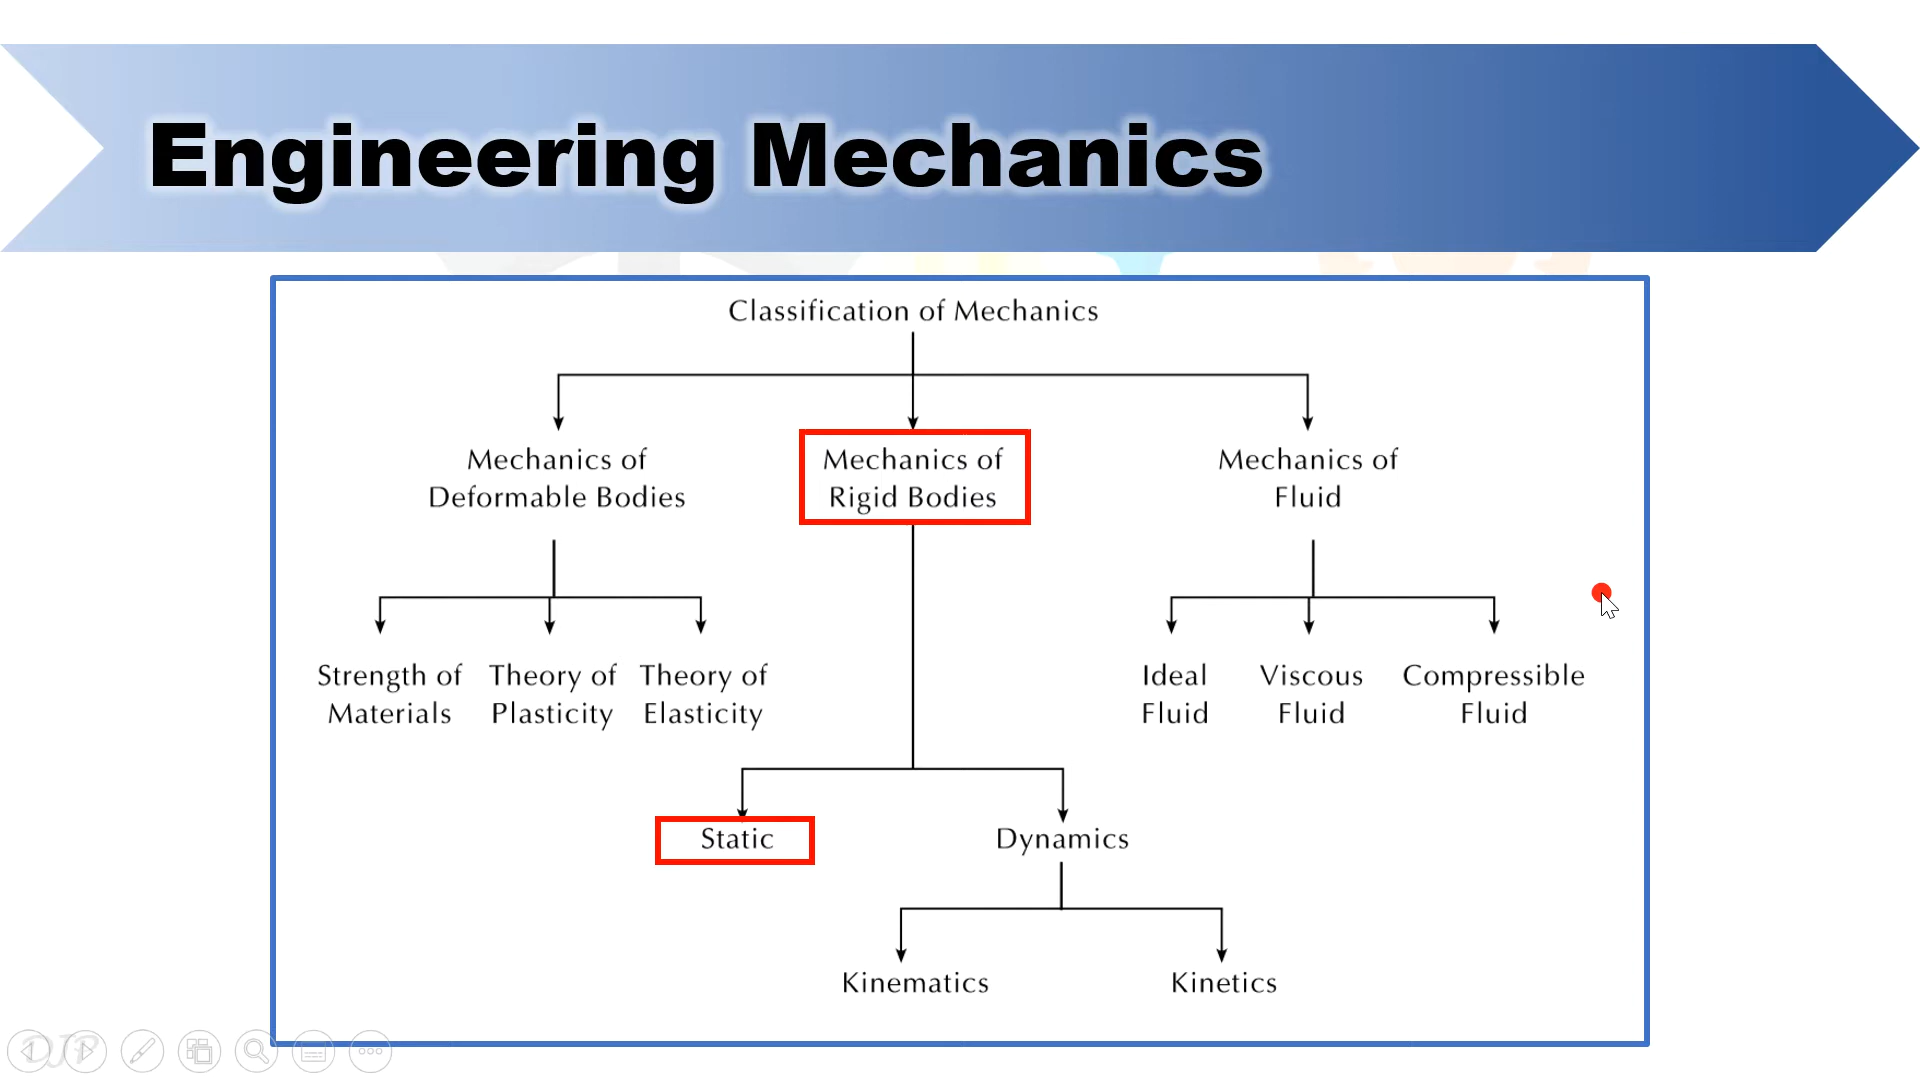 Engineering Mechanics
Classification of Mechanics
Mechanics of
Deformable Bodies
Mechanics of
Rigid Bodies
Mechanics of
Fluid
Strength of
Materials
Theory of
Plasticity
Theory of
Elasticity
Ideal
Fluid
Viscous
Fluid
Compressible
Fluid
Static
Dynamics
Kinematics
Kinetics
DJP